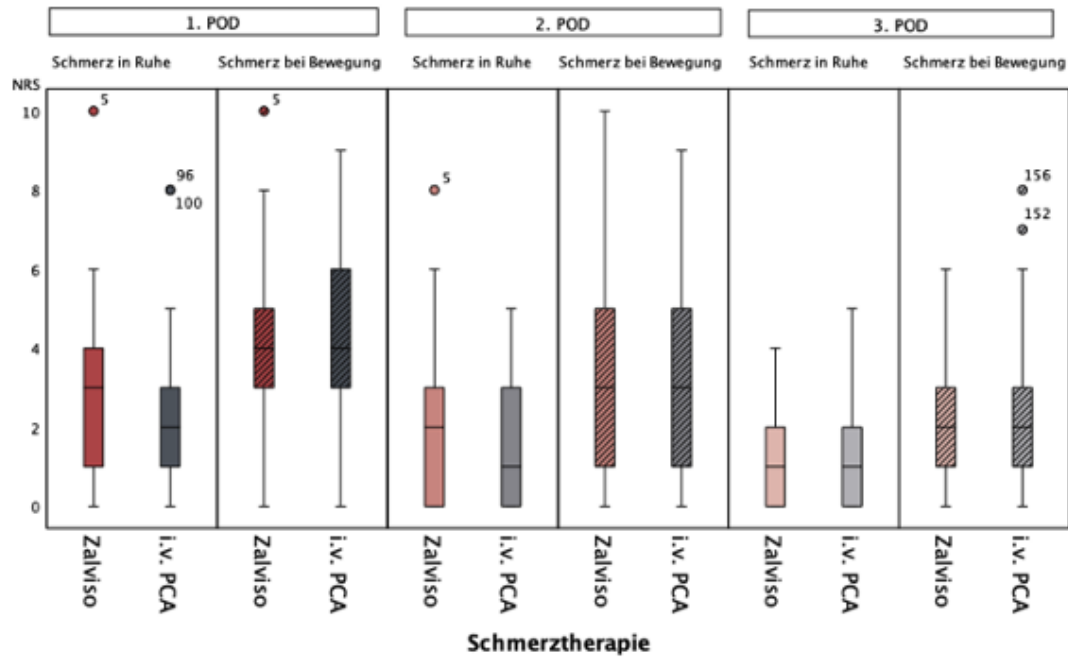 1. POD
2. POD
3. POD
Schmerz in Ruhe
Schmerz bei Bewegung
Schmerz in Ruhe
Schmerz bei Bewegung
Schmerz in Ruhe
Schmerz bei Bewegung
NRS
10
8
6
4
2
0
5
96
100
5
5
156
152
Zalviso
i.v. PCA
Zalviso
i.v. PCA
Zalviso
i.v. PCA
Zalviso
i.v. PCA
Zalviso
i.v. PCA
Zalviso
i.v. PCA
Schmerztherapie